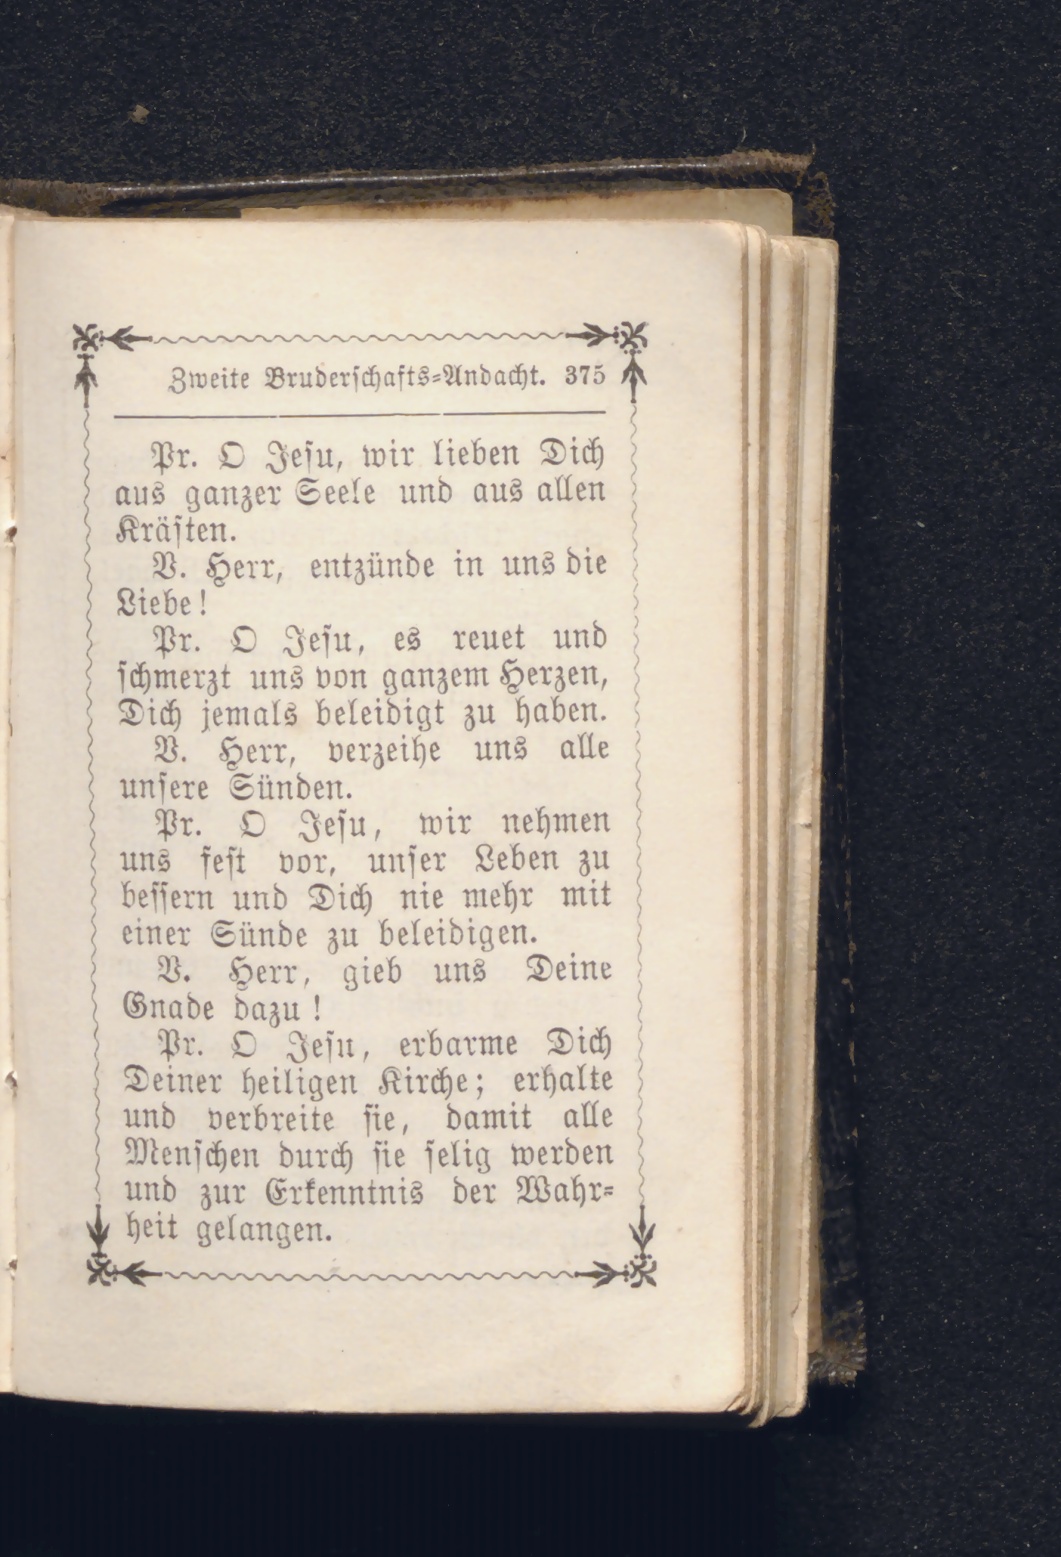 Zweite Bruderschafts-Andacht. 375
Pr. O Jesu, wir lieben Dich
aus ganzer Seele und aus allen
Kräften.
V. Herr, entzünde in uns die
Liebe!
Pr. O Jesu, es reuet und
schmerzt uns von ganzem Herzen,
Dich jemals beleidigt zu haben.
V. Herr, verzeihe uns alle
unsere Sünden.
Pr. O Jesu, wir nehmen
uns fest vor, unser Leben zu
bessern und Dich nie mehr mit
einer Sünde zu beleidigen.
V. Herr, gieb uns Deine
Gnade dazu!
Pr. O Jesu, erbarme Dich
Deiner heiligen Kirche; erhalte
und verbreite sie, damit alle
Menschen durch sie selig werden
und zur Erkenntnis der Wahr-
heit gelangen.